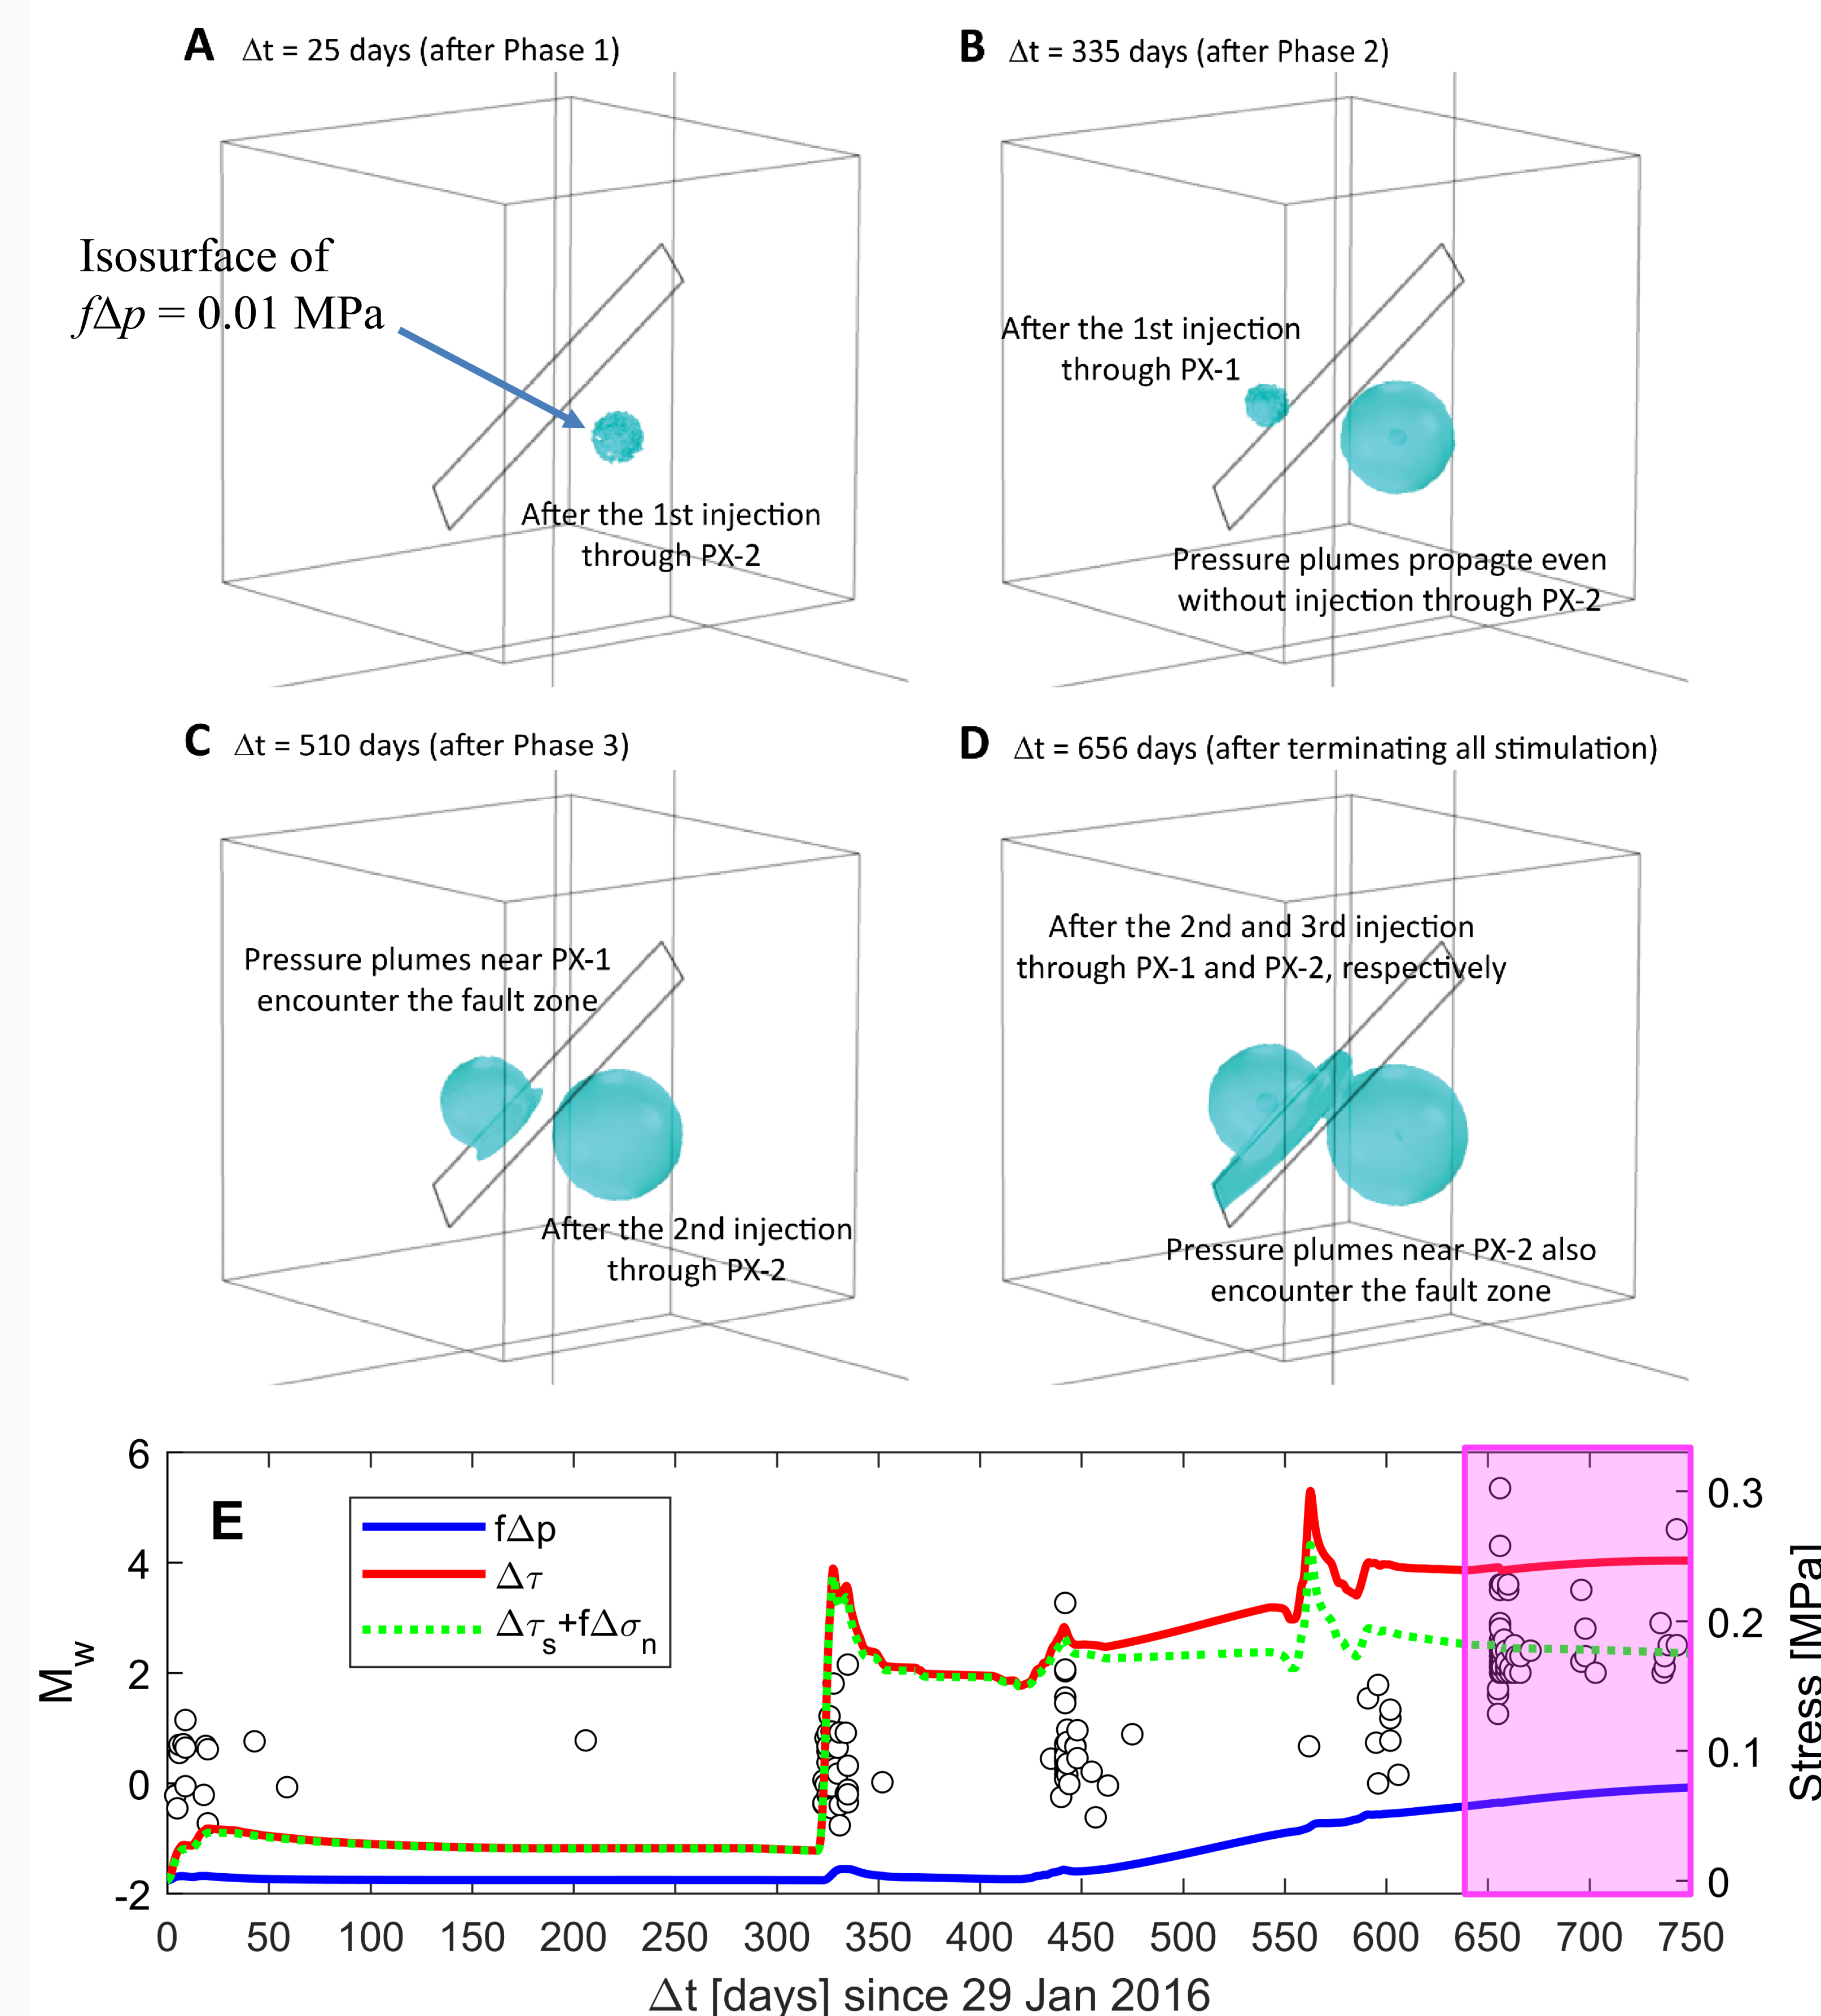 A Δt = 25 days (after Phase 1)
B Δt = 335 days (after Phase 2)
Isosurface of
fΔp = 0.01 MPa
After the 1st injection
through PX-2
After the 1st injection
through PX-1
Pressure plumes propagte even
without injection through PX-2
C Δt = 510 days (after Phase 3)
D Δt = 656 days (after terminating all stimulation)
Pressure plumes near PX-1
encounter the fault zone
After the 2nd injection
through PX-2
After the 2nd and 3rd injection
through PX-1 and PX-2, respectively
Pressure plumes near PX-2 also
encounter the fault zone
E
fΔp
Δτ
Δτs+fΔσn
Mw
6
4
2
0
-2
0.3
0.2
0.1
0
Stress [MPa]
0 50 100 150 200 250 300 350 400 450 500 550 600 650 700 750
Δt [days] since 29 Jan 2016